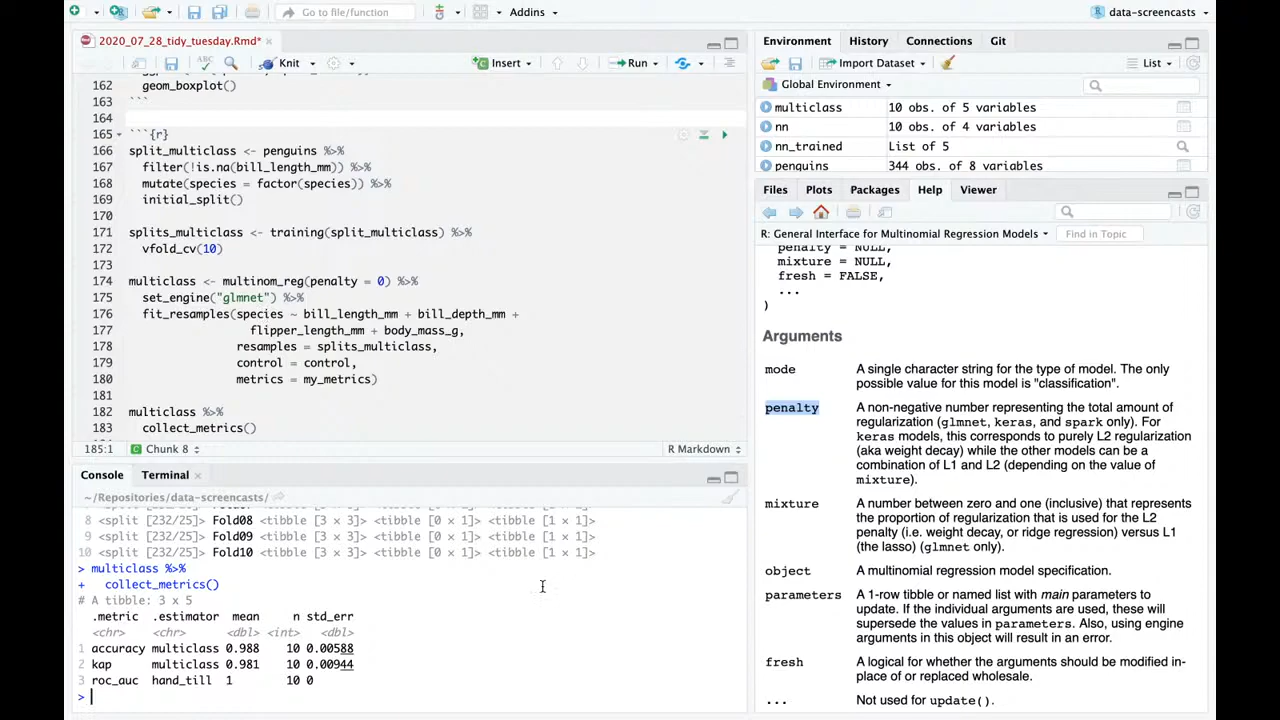 Go to file/function
Addins
data-screencasts
2020_07_28_tidy_tuesday.Rmd*
ABC
Knit
Insert
Run
162 geom_boxplot()
163 ```
164
165 ```{r}
166 split_multiclass <- penguins %>%
167 filter(!is.na(bill_length_mm)) %>%
168 mutate(species = factor(species)) %>%
169 initial_split()
170
171 splits_multiclass <- training(split_multiclass) %>%
172 vfold_cv(10)
173
174 multiclass <- multinom_reg(penalty = 0) %>%
175 set_engine("glmnet") %>%
176 fit_resamples(species ~ bill_length_mm + bill_depth_mm +
177 flipper_length_mm + body_mass_g,
178 resamples = splits_multiclass,
179 control = control,
180 metrics = my_metrics)
181
182 multiclass %>%
183 collect_metrics()
185:1 Chunk 8 R Markdown
Console Terminal
~/Repositories/data-screencasts/
8 <split [232/25]> Fold08 <tibble [3 × 3]> <tibble [0 × 1]> <tibble [1 × 1]>
9 <split [232/25]> Fold09 <tibble [3 × 3]> <tibble [0 × 1]> <tibble [1 × 1]>
10 <split [232/25]> Fold10 <tibble [3 × 3]> <tibble [0 × 1]> <tibble [1 × 1]>
> multiclass %>%
+ collect_metrics()
# A tibble: 3 x 5
.metric .estimator mean n std_err
<chr> <chr> <dbl> <int> <dbl>
1 accuracy multiclass 0.988 10 0.00588
2 kap multiclass 0.981 10 0.00944
3 roc_auc hand_till 1 10 0
>
Environment History Connections Git
Import Dataset List
Global Environment
multiclass 10 obs. of 5 variables
nn 10 obs. of 4 variables
nn_trained List of 5
penguins 344 obs. of 8 variables
Files Plots Packages Help Viewer
R: General Interface for Multinomial Regression Models Find in Topic
penalty = NULL,
mixture = NULL,
fresh = FALSE,
...
)
Arguments
mode A single character string for the type of model. The only
possible value for this model is "classification".
penalty A non-negative number representing the total amount of
regularization (glmnet, keras, and spark only). For
keras models, this corresponds to purely L2 regularization
(aka weight decay) while the other models can be a
combination of L1 and L2 (depending on the value of
mixture).
mixture A number between zero and one (inclusive) that represents
the proportion of regularization that is used for the L2
penalty (i.e. weight decay, or ridge regression) versus L1
(the lasso) (glmnet only).
object A multinomial regression model specification.
parameters A 1-row tibble or named list with main parameters to
update. If the individual arguments are used, these will
supersede the values in parameters. Also, using engine
arguments in this object will result in an error.
fresh A logical for whether the arguments should be modified in-
place of or replaced wholesale.
... Not used for update().